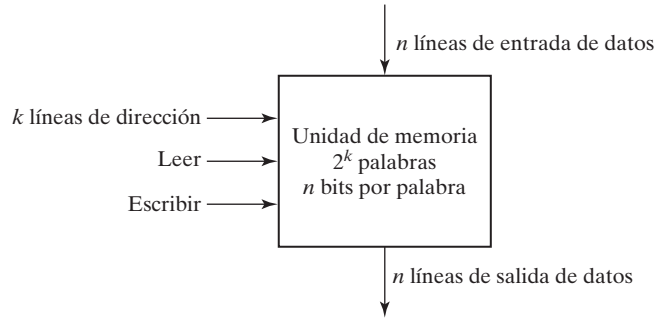 n líneas de entrada de datos
k líneas de dirección
Leer
Escribir
Unidad de memoria
2^k palabras
n bits por palabra
n líneas de salida de datos